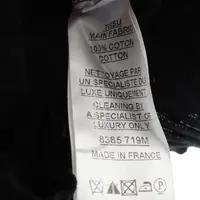 TISSU
MAIN FABRIC
100% COTON
COTTON
NETTOYAGE PAR
UN SPECIALISTE DU
LUXE UNIQUEMENT
CLEANING BY
A SPECIALIST OF
LUXURY ONLY
8385 719M
MADE IN FRANCE